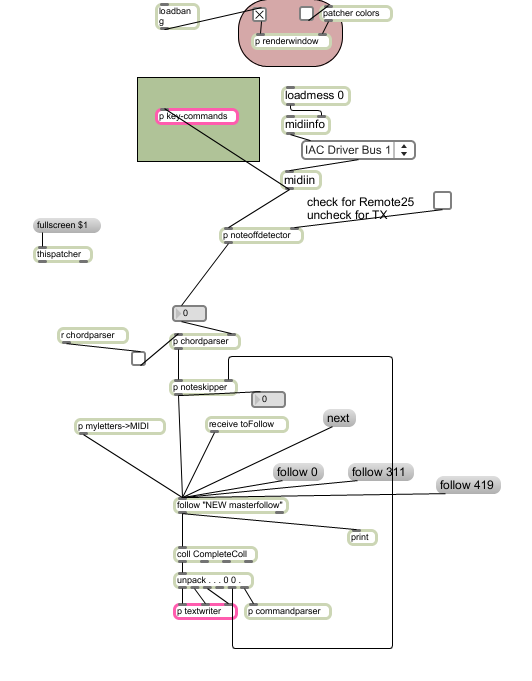 loadban
g
patcher colors
p renderwindow
loadmess 0
p key-commands
midiinfo
IAC Driver Bus 1
midiin
check for Remote25
uncheck for TX
fullscreen $1
p noteoffdetector
thispatcher
0
r chordparser
p chordparser
p noteskipper
0
next
p myletters->MIDI
receive toFollow
follow 0
follow 311
follow 419
follow "NEW masterfollow"
print
coll CompleteColl
unpack . . . 0 0 .
p textwriter
p commandparser